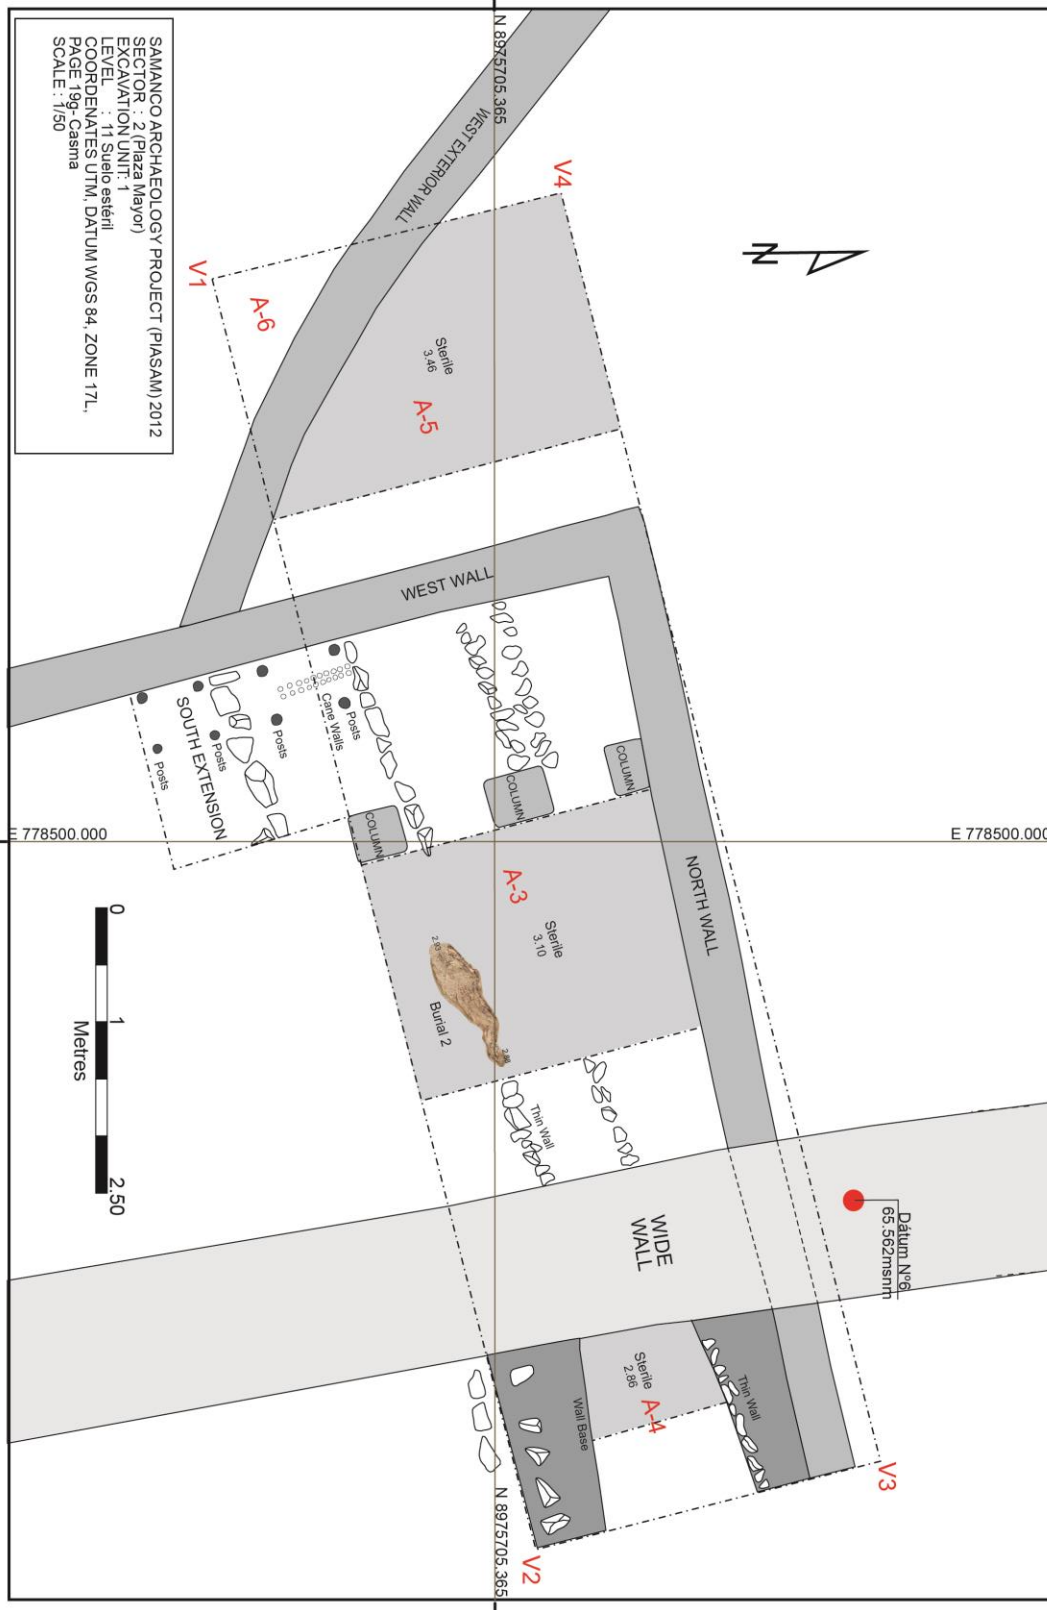 SAMANCO ARCHAEOLOGY PROJECT (PIASAM) 2012
SECTOR : 2 (Plaza Mayor)
EXCAVATION UNIT: 1
LEVEL : 11 Suelo estéril
COORDENATES UTM, DATUM WGS 84, ZONE 17L,
PAGE 19g- Casma
SCALE : 1/50
N 8975705.365
WEST EXTERIOR WALL
V4
N
V1
A-6
Sterile
3.46
A-5
WEST WALL
Posts
Cane Walls
Posts
Posts
Posts
SOUTH EXTENSION
COLUMN
COLUMN
COLUMN
E 778500.000
E 778500.000
NORTH WALL
A-3
Sterile
3.10
2.93
Burial 2
0
1
2.50
Metres
Thin Wall
WIDE
WALL
Dátum Nº6
65.562msnm
Sterile
2.86
A-4
Thin Wall
Wall Base
V3
V2
N 8975705.365